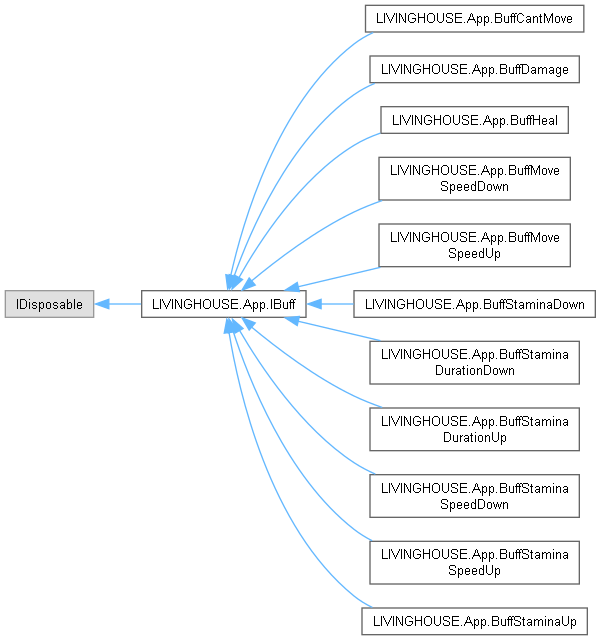 LIVINGHOUSE.App.BuffCantMove
LIVINGHOUSE.App.BuffDamage
LIVINGHOUSE.App.BuffHeal
LIVINGHOUSE.App.BuffMove
SpeedDown
LIVINGHOUSE.App.BuffMove
SpeedUp
IDisposable
LIVINGHOUSE.App.IBuff
LIVINGHOUSE.App.BuffStaminaDown
LIVINGHOUSE.App.BuffStamina
DurationDown
LIVINGHOUSE.App.BuffStamina
DurationUp
LIVINGHOUSE.App.BuffStamina
SpeedDown
LIVINGHOUSE.App.BuffStamina
SpeedUp
LIVINGHOUSE.App.BuffStaminaUp